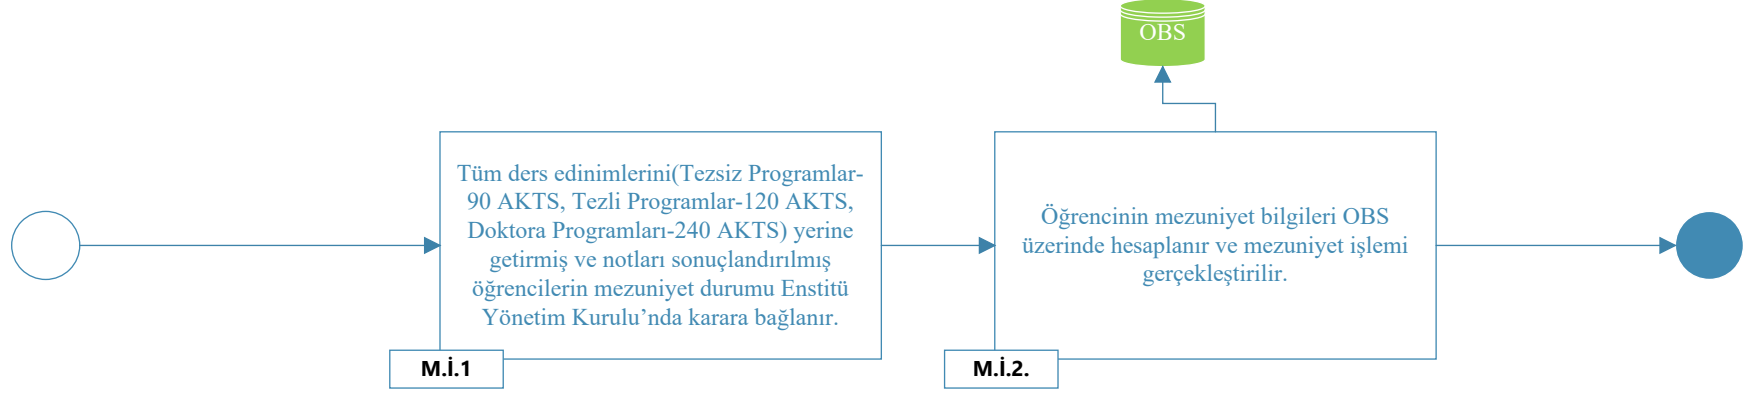 OBS
Tüm ders edinimlerini(Tezsiz Programlar-
90 AKTS, Tezli Programlar-120 AKTS,
Doktora Programları-240 AKTS) yerine
getirmiş ve notları sonuçlandırılmış
öğrencilerin mezuniyet durumu Enstitü
Yönetim Kurulu’nda karara bağlanır.
M.İ.1
Öğrencinin mezuniyet bilgileri OBS
üzerinde hesaplanır ve mezuniyet işlemi
gerçekleştirilir.
M.İ.2.